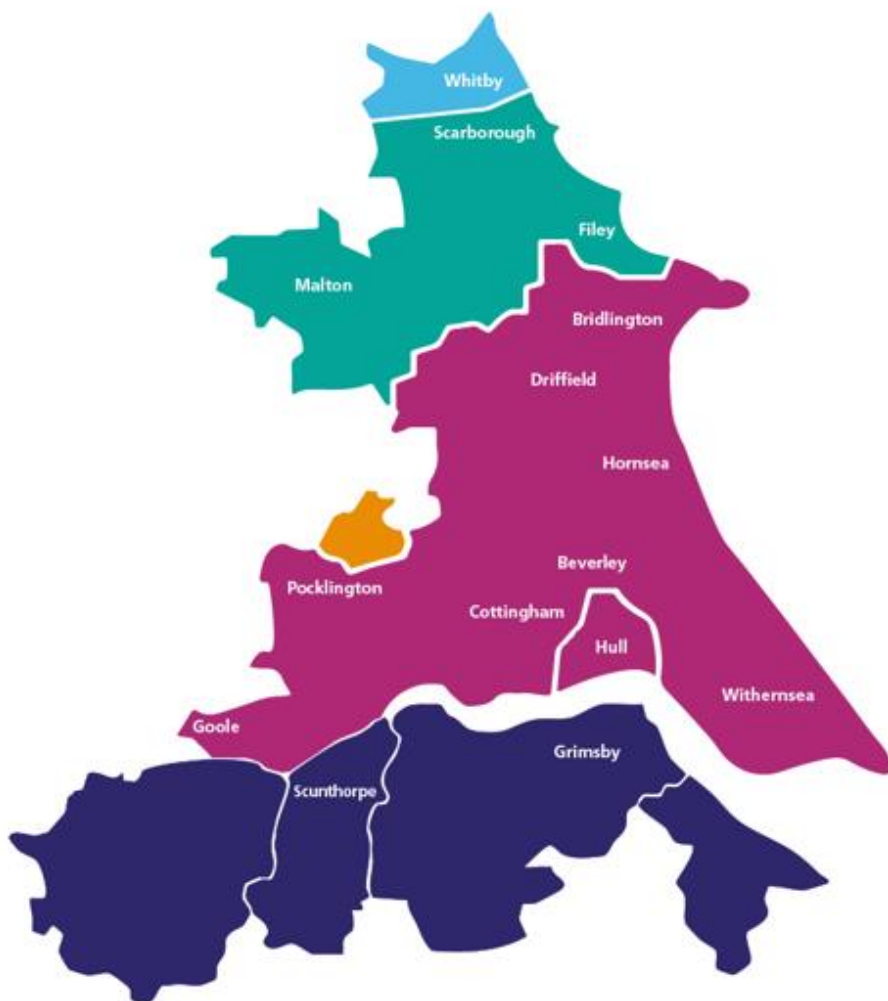 Whitby
Scarborough
Filey
Malton
Bridlington
Driffield
Hornsea
Beverley
Pocklington
Cottingham
Hull
Withernsea
Goole
Grimsby
Scunthorpe